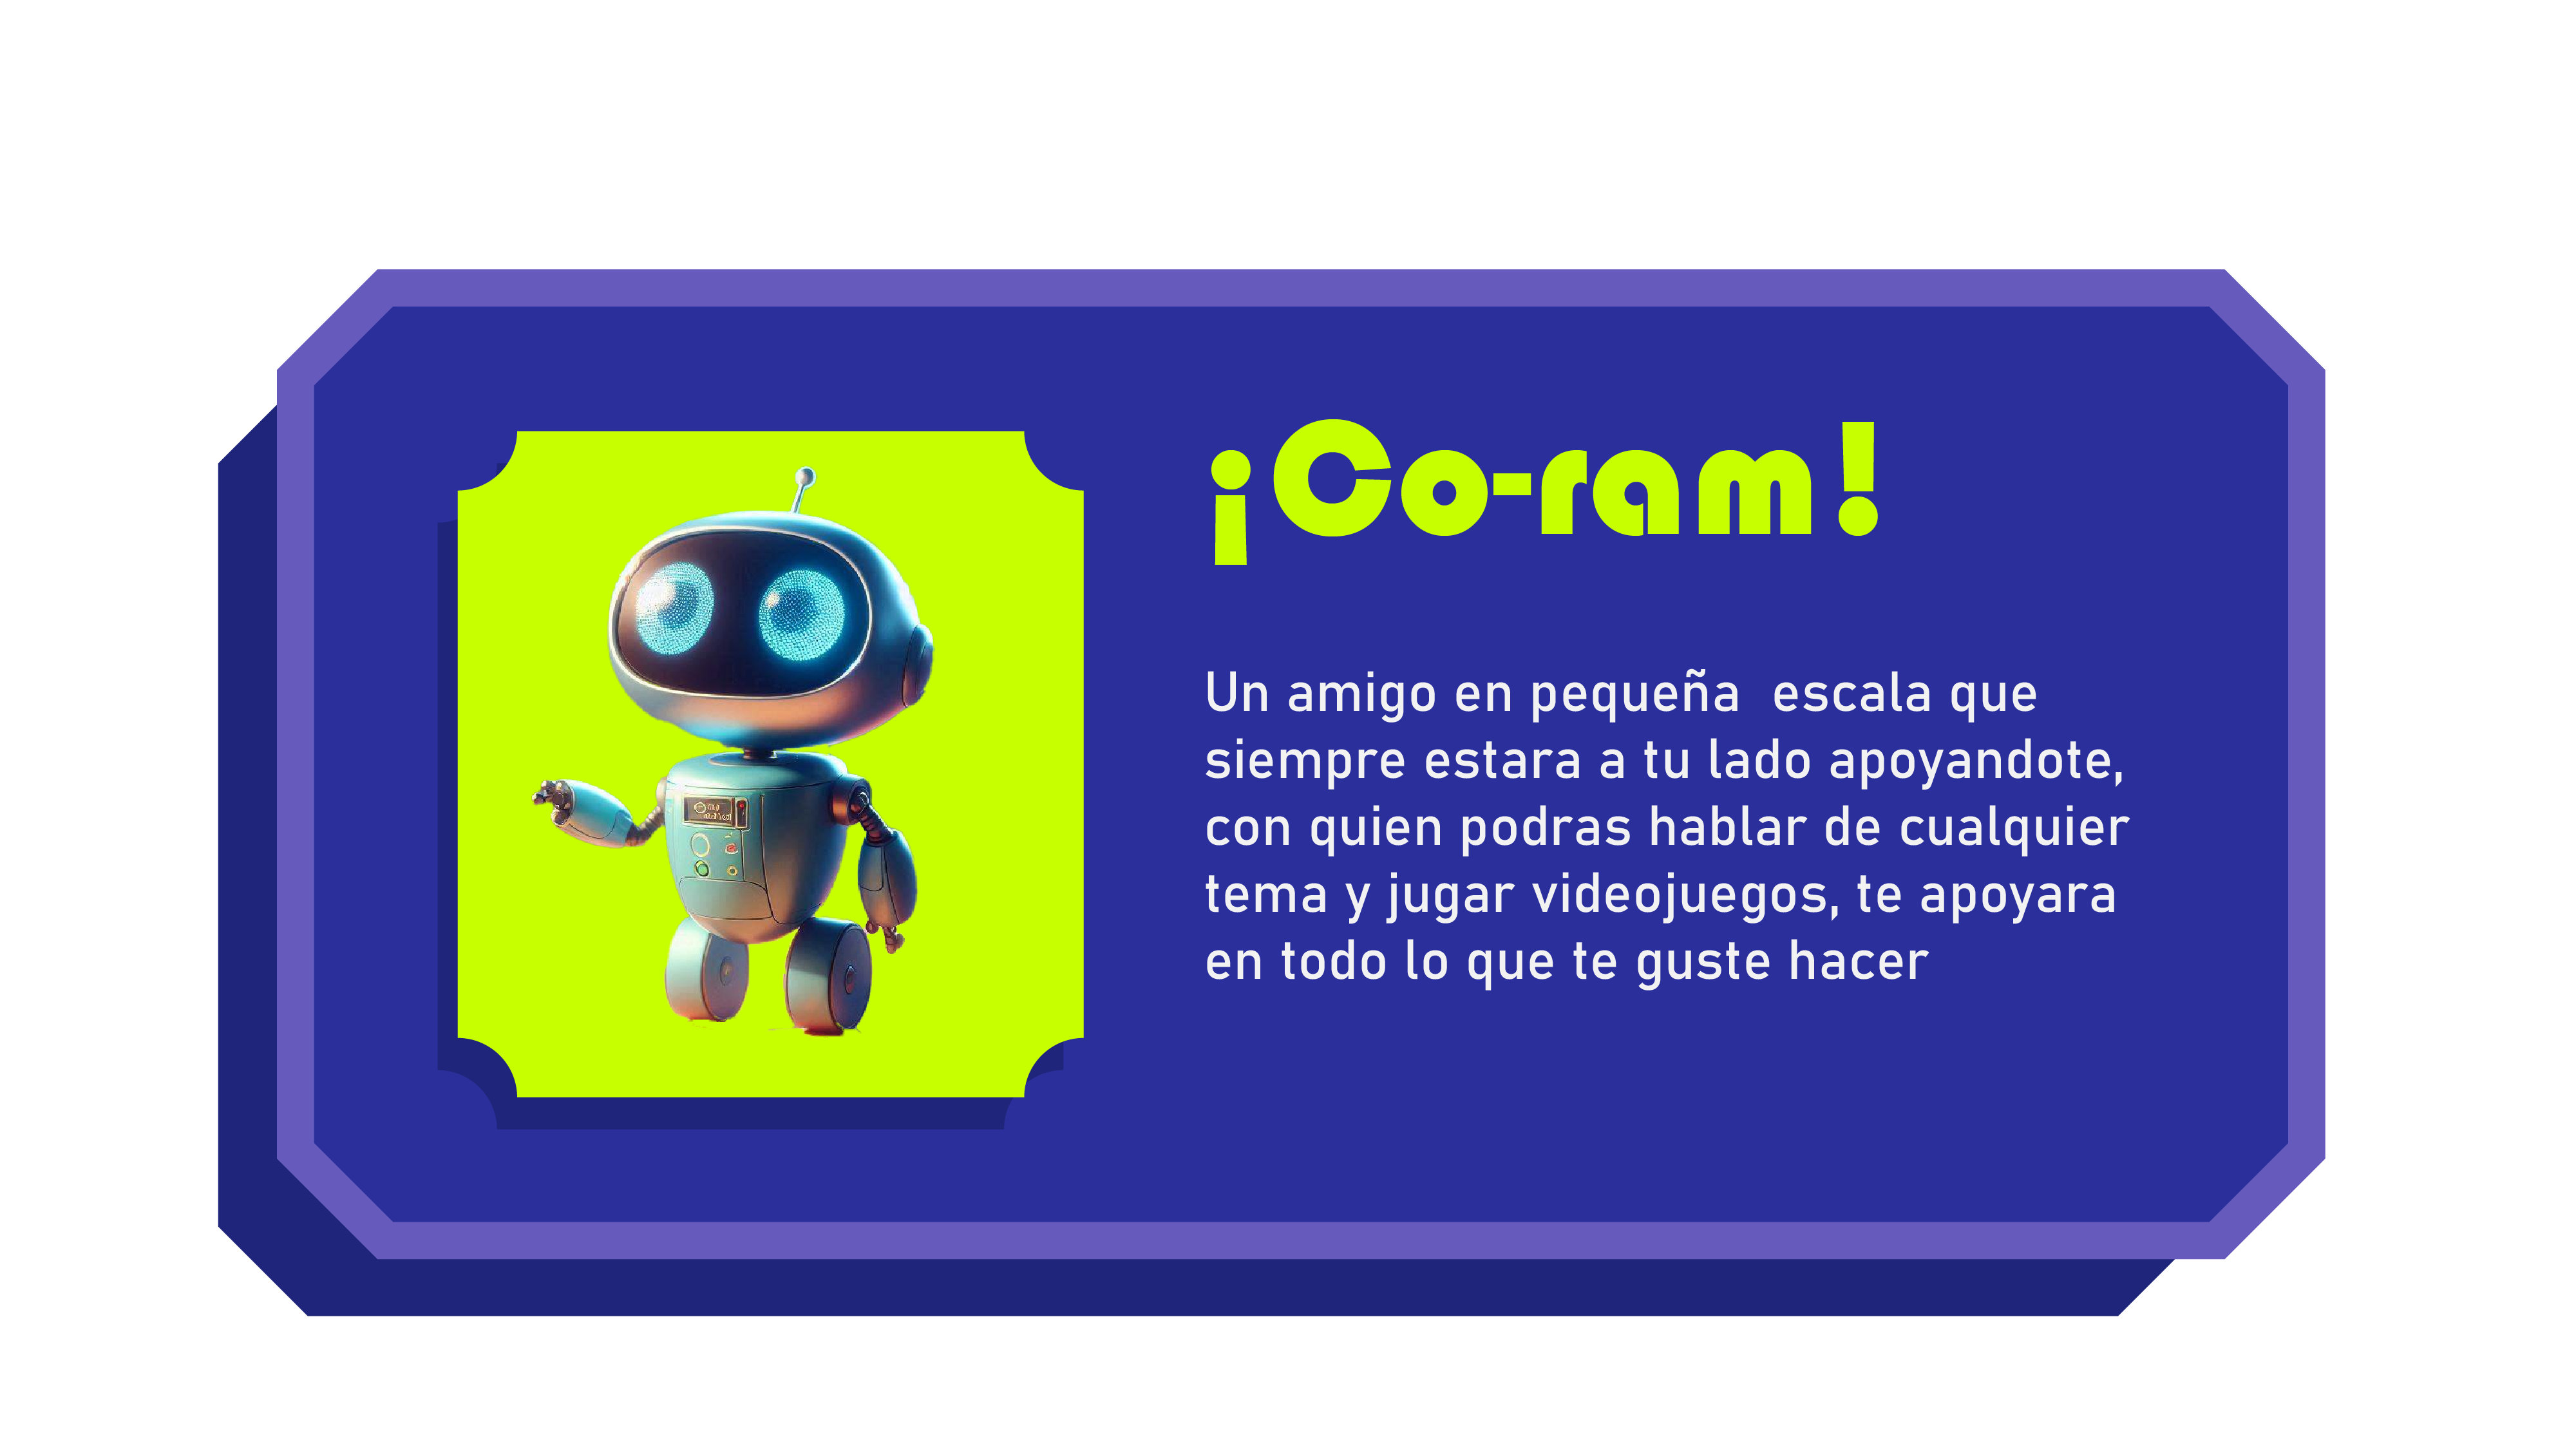 ¡Co-ram!
Un amigo en pequeña  escala que
siempre estara a tu lado apoyandote,
con quien podras hablar de cualquier
tema y jugar videojuegos, te apoyara
en todo lo que te guste hacer